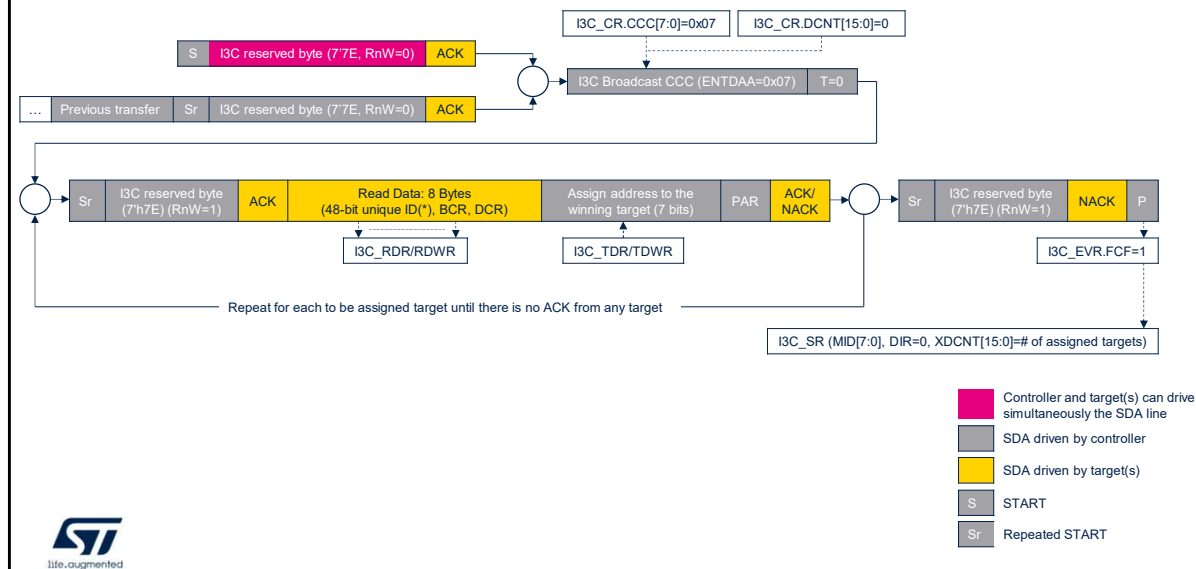 I3C_CR.CCC[7:0]=0x07
I3C_CR.DCNT[15:0]=0
S
I3C reserved byte (7'7E, RnW=0)
ACK
I3C Broadcast CCC (ENTDAA=0x07)
T=0
...
Previous transfer
Sr
I3C reserved byte (7'7E, RnW=0)
ACK
Sr
I3C reserved byte
(7'h7E) (RnW=1)
ACK
Read Data: 8 Bytes
(48-bit unique ID(*), BCR, DCR)
Assign address to the
winning target (7 bits)
PAR
ACK/
NACK
Sr
I3C reserved byte
(7'h7E) (RnW=1)
NACK
P
I3C_RDR/RDWR
I3C_TDR/TDWR
I3C_EVR.FCF=1
Repeat for each to be assigned target until there is no ACK from any target
I3C_SR (MID[7:0], DIR=0, XDCNT[15:0]=# of assigned targets)
Controller and target(s) can drive
simultaneously the SDA line
SDA driven by controller
SDA driven by target(s)
S
START
Sr
Repeated START
ST
life.augmented